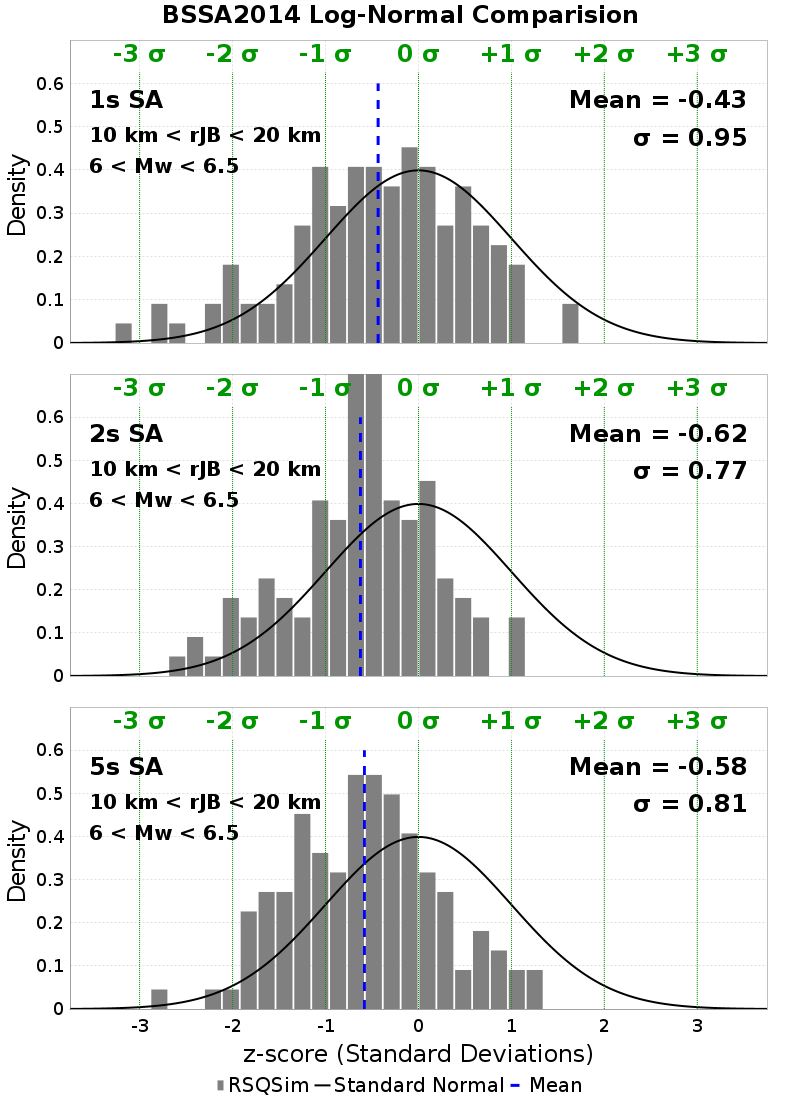 BSSA2014 Log-Normal Comparision
-3 σ -2 σ -1 σ 0 σ +1 σ +2 σ +3 σ
1s SA
Mean = -0.43
10 km < rJB < 20 km
σ = 0.95
6 < Mw < 6.5
Density
0.6
0.5
0.4
0.3
0.2
0.1
0
-3 σ -2 σ -1 σ 0 σ +1 σ +2 σ +3 σ
2s SA
Mean = -0.62
10 km < rJB < 20 km
σ = 0.77
6 < Mw < 6.5
Density
0.6
0.5
0.4
0.3
0.2
0.1
0
-3 σ -2 σ -1 σ 0 σ +1 σ +2 σ +3 σ
5s SA
Mean = -0.58
10 km < rJB < 20 km
σ = 0.81
6 < Mw < 6.5
Density
0.6
0.5
0.4
0.3
0.2
0.1
0
-3 -2 -1 0 1 2 3
z-score (Standard Deviations)
RSQSim Standard Normal Mean